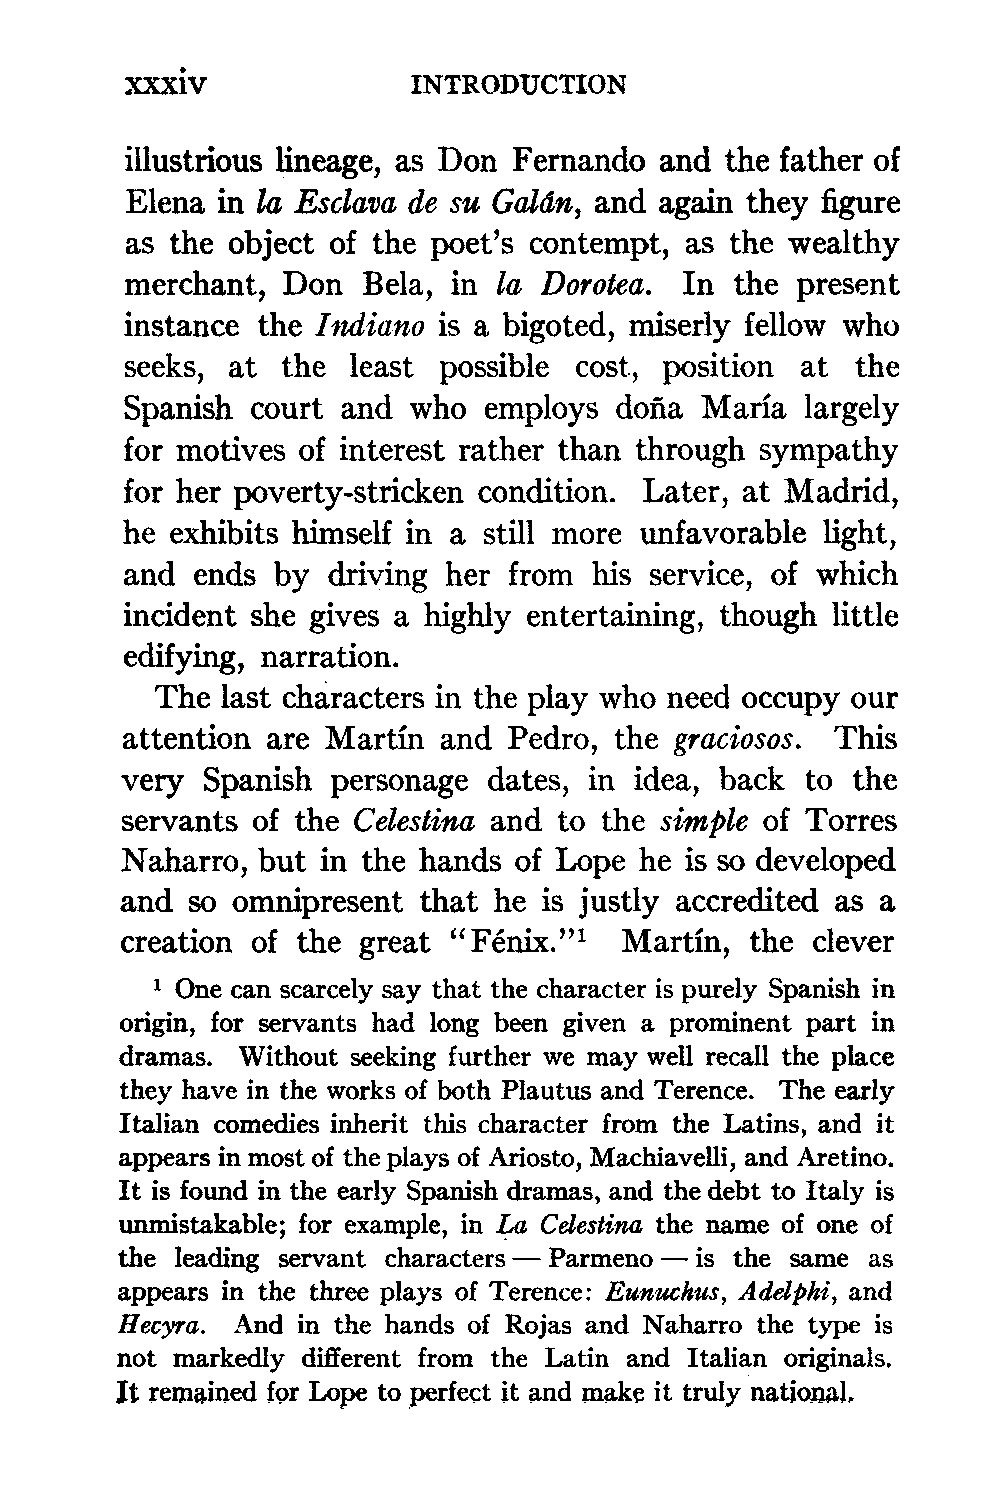 xxxiv INTRODUCTION
illustrious lineage, as Don Fernando and the father of
Elena in la Esclava de su Galán, and again they figure
as the object of the poet's contempt, as the wealthy
merchant, Don Bela, in la Dorotea. In the present
instance the Indiano is a bigoted, miserly fellow who
seeks, at the least possible cost, position at the
Spanish court and who employs doña María largely
for motives of interest rather than through sympathy
for her poverty-stricken condition. Later, at Madrid,
he exhibits himself in a still more unfavorable light,
and ends by driving her from his service, of which
incident she gives a highly entertaining, though little
edifying, narration.
The last characters in the play who need occupy our
attention are Martín and Pedro, the graciosos. This
very Spanish personage dates, in idea, back to the
servants of the Celestina and to the simple of Torres
Naharro, but in the hands of Lope he is so developed
and so omnipresent that he is justly accredited as a
creation of the great "Fénix."¹ Martín, the clever
¹ One can scarcely say that the character is purely Spanish in
origin, for servants had long been given a prominent part in
dramas. Without seeking further we may well recall the place
they have in the works of both Plautus and Terence. The early
Italian comedies inherit this character from the Latins, and it
appears in most of the plays of Ariosto, Machiavelli, and Aretino.
It is found in the early Spanish dramas, and the debt to Italy is
unmistakable; for example, in La Celestina the name of one of
the leading servant characters — Parmeno — is the same as
appears in the three plays of Terence: Eunuchus, Adelphi, and
Hecyra. And in the hands of Rojas and Naharro the type is
not markedly different from the Latin and Italian originals.
It remained for Lope to perfect it and make it truly national.